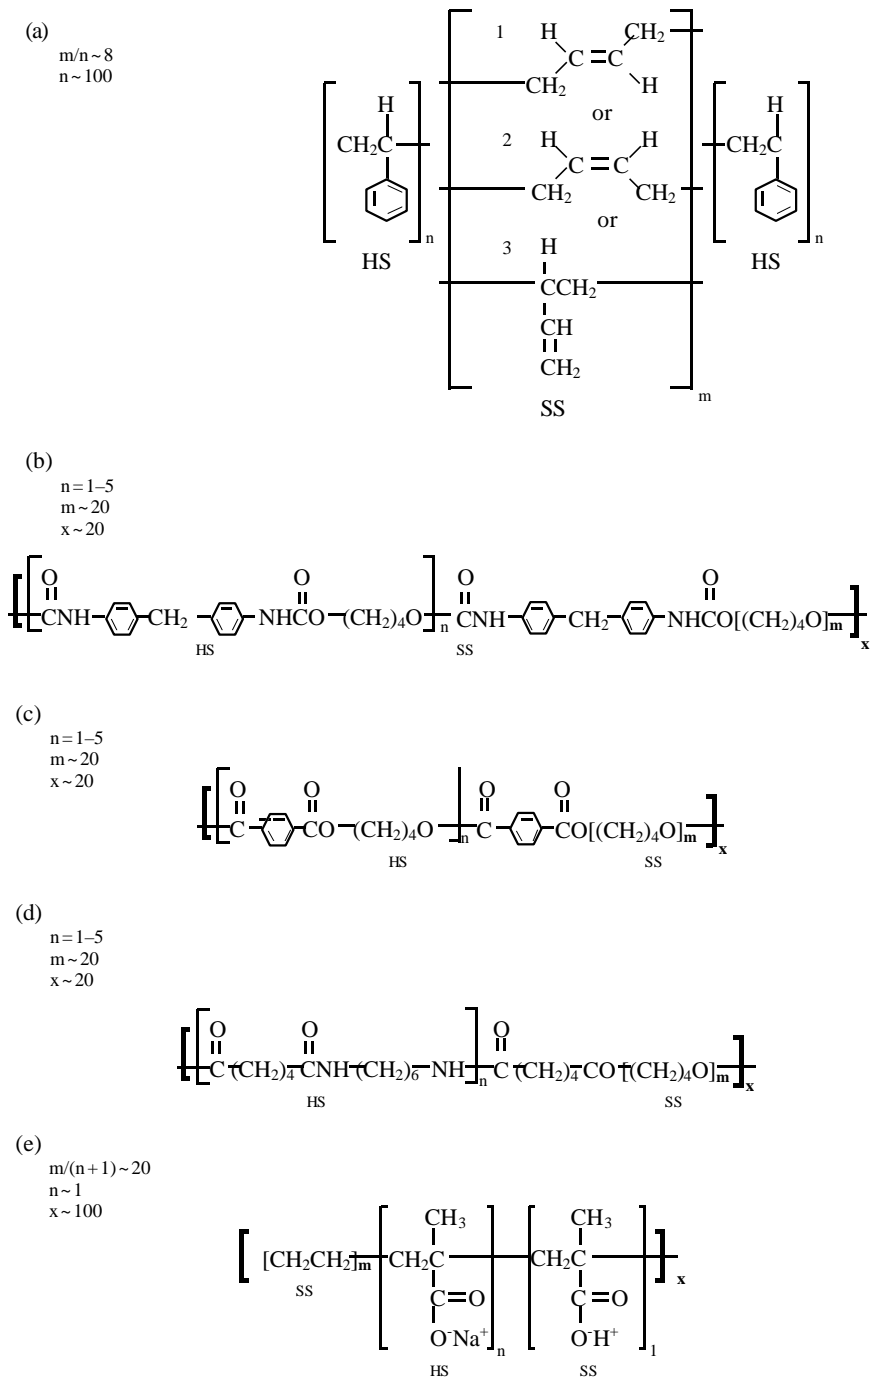 (a)
m/n ~ 8
n ~ 100
1 H CH2
C=C
CH2 H
or
H
CH2C
n
HS
2 H H
C=C
CH2 CH2
or
3 H
CCH2
CH
CH2
m
SS
H
CH2C
n
HS
(b)
n = 1–5
m ~ 20
x ~ 20
O O O O
CNH CH2 NHCO (CH2)4O n CNH CH2 NHCO[(CH2)4O]m x
HS SS
(c)
n = 1–5
m ~ 20
x ~ 20
O O O O
C CO (CH2)4O n C CO[(CH2)4O]m x
HS SS
(d)
n = 1–5
m ~ 20
x ~ 20
O O O
C (CH2)4 CNH (CH2)6 NH n C (CH2)4 CO [(CH2)4O]m x
HS SS
(e)
m/(n + 1) ~ 20
n ~ 1
x ~ 100
CH3 CH3
[CH2CH2]m CH2C CH2C x
SS
C=O C=O
O-Na+ n O-H+ 1
HS SS